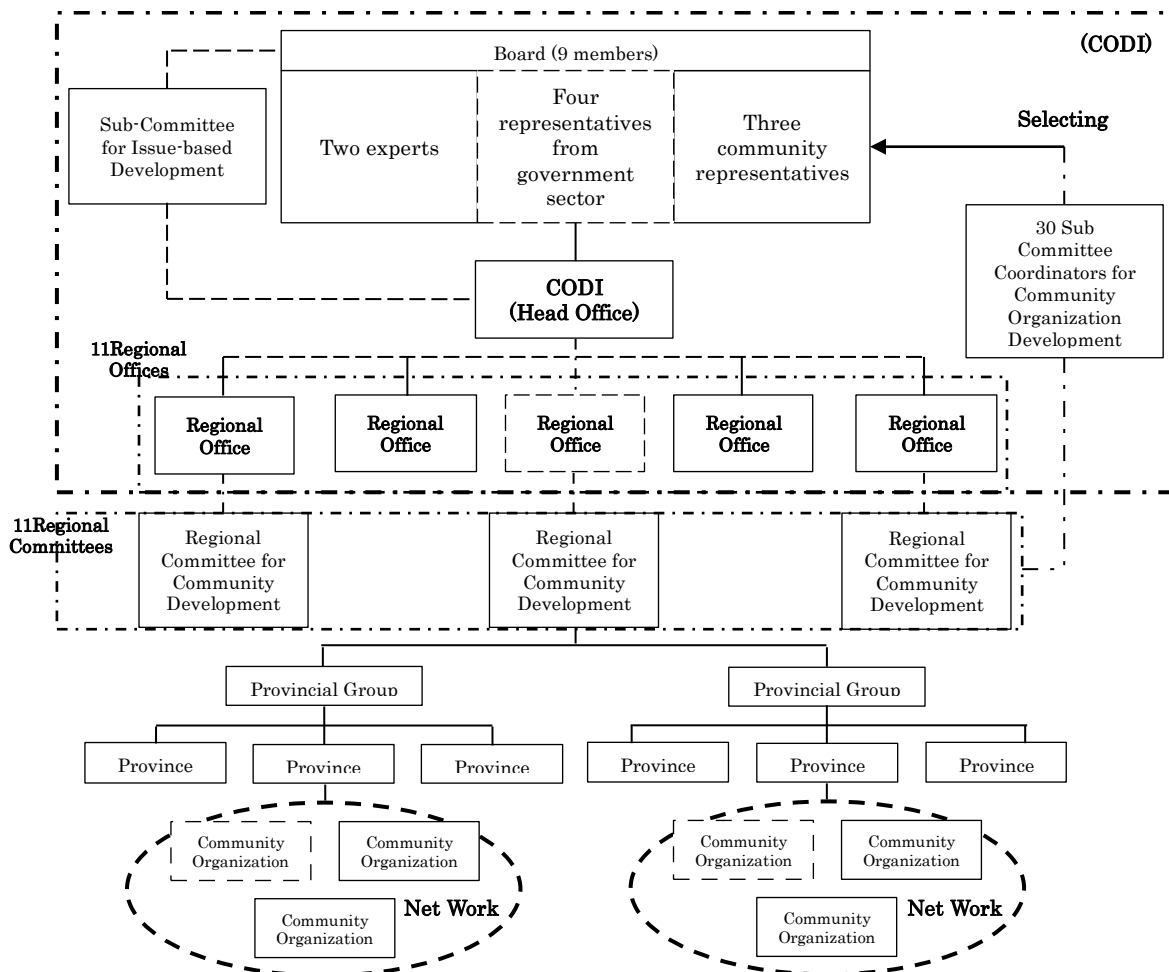 (CODI)
Board (9 members)
Sub-Committee
for Issue-based
Development
Two experts
Four
representatives
from
government
sector
Three
community
representatives
Selecting
30 Sub
Committee
Coordinators for
Community
Organization
Development
CODI
(Head Office)
11Regional
Offices
Regional
Office
Regional
Office
Regional
Office
Regional
Office
Regional
Office
11Regional
Committees
Regional
Committee for
Community
Development
Regional
Committee for
Community
Development
Regional
Committee for
Community
Development
Provincial Group
Provincial Group
Province
Province
Province
Province
Province
Province
Community
Organization
Community
Organization
Community
Organization
Net Work
Community
Organization
Community
Organization
Community
Organization
Net Work